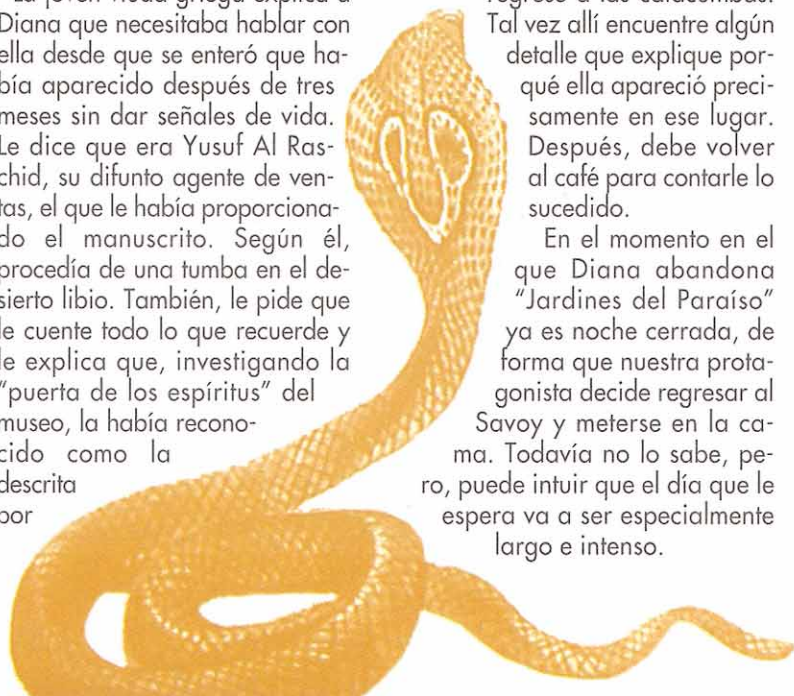 La joven viuda griega explica a
Diana que necesitaba hablar con
ella desde que se enteró que ha-
bía aparecido después de tres
meses sin dar señales de vida.
Le dice que era Yusuf Al Ras-
chid, su difunto agente de ven-
tas, el que le había proporciona-
do el manuscrito. Según él,
procedía de una tumba en el de-
sierto libio. También, le pide que
le cuente todo lo que recuerde y
le explica que, investigando la
“puerta de los espíritus” del
museo, la había recono-
cido como la
descrita
por
regreso a las catacumbas.
Tal vez allí encuentre algún
detalle que explique por-
qué ella apareció preci-
samente en ese lugar.
Después, debe volver
al café para contarle lo
sucedido.
En el momento en el
que Diana abandona
“Jardines del Paraíso”
ya es noche cerrada, de
forma que nuestra prota-
gonista decide regresar al
Savoy y meterse en la ca-
ma. Todavía no lo sabe, pe-
ro, puede intuir que el día que le
espera va a ser especialmente
largo e intenso.